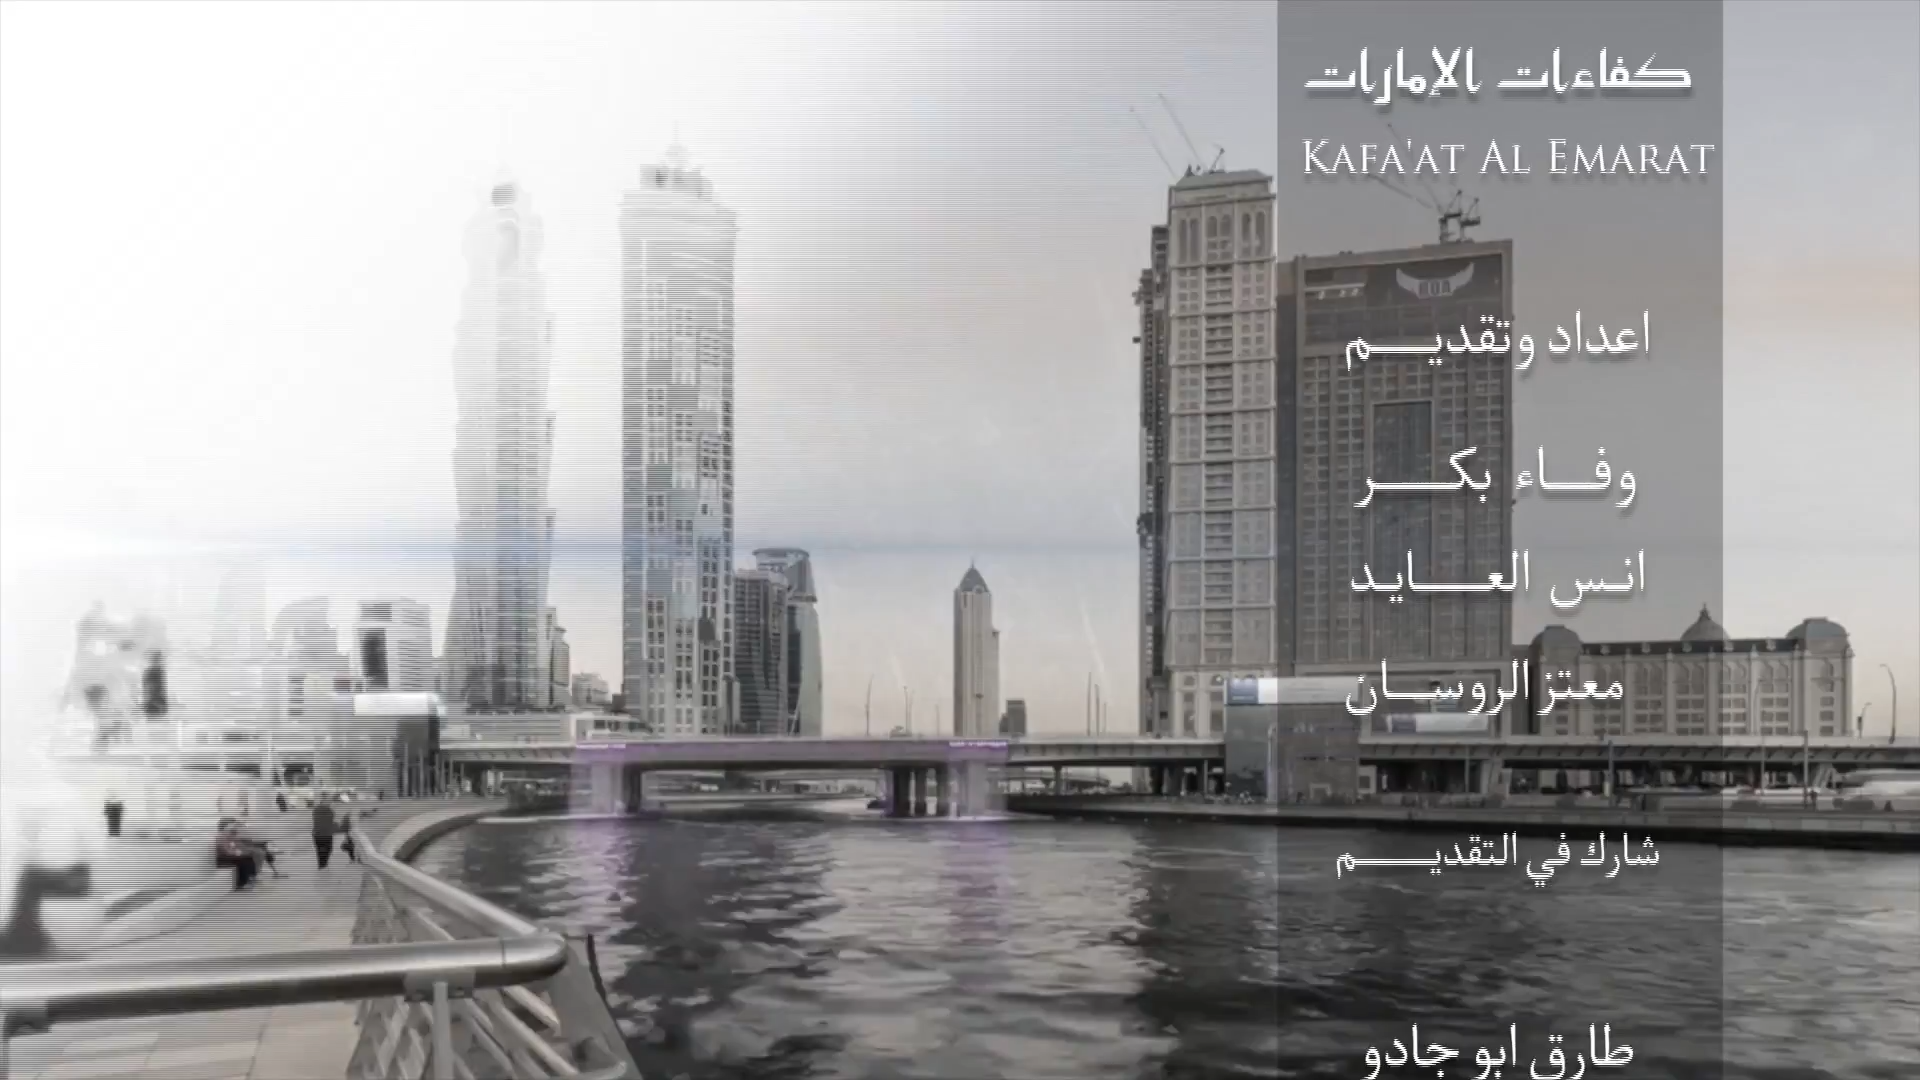 كفاءات الإمارات
KAFA'AT AL EMARAT
اعداد وتقديم
وفاء بكر
انس العايد
معتز الروسان
شارك في التقديم
طارق ابو جادو